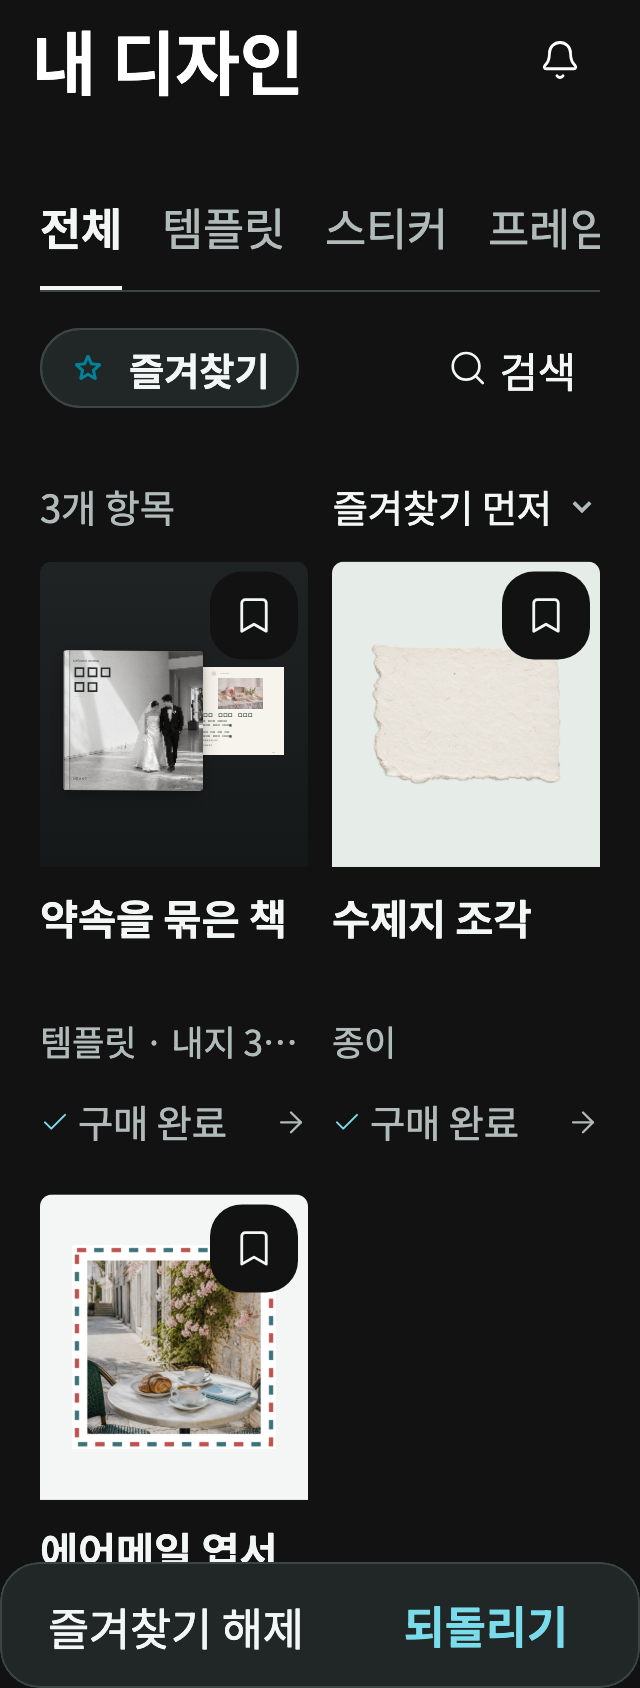 내 디자인
전체 템플릿 스티커 프레임
즐겨찾기 검색
3개 항목 즐겨찾기 먼저
약속을 묶은 책 수제지 조각
템플릿 · 내지 3… 종이
구매 완료 구매 완료
에어메일 엽서
즐겨찾기 해제 되돌리기